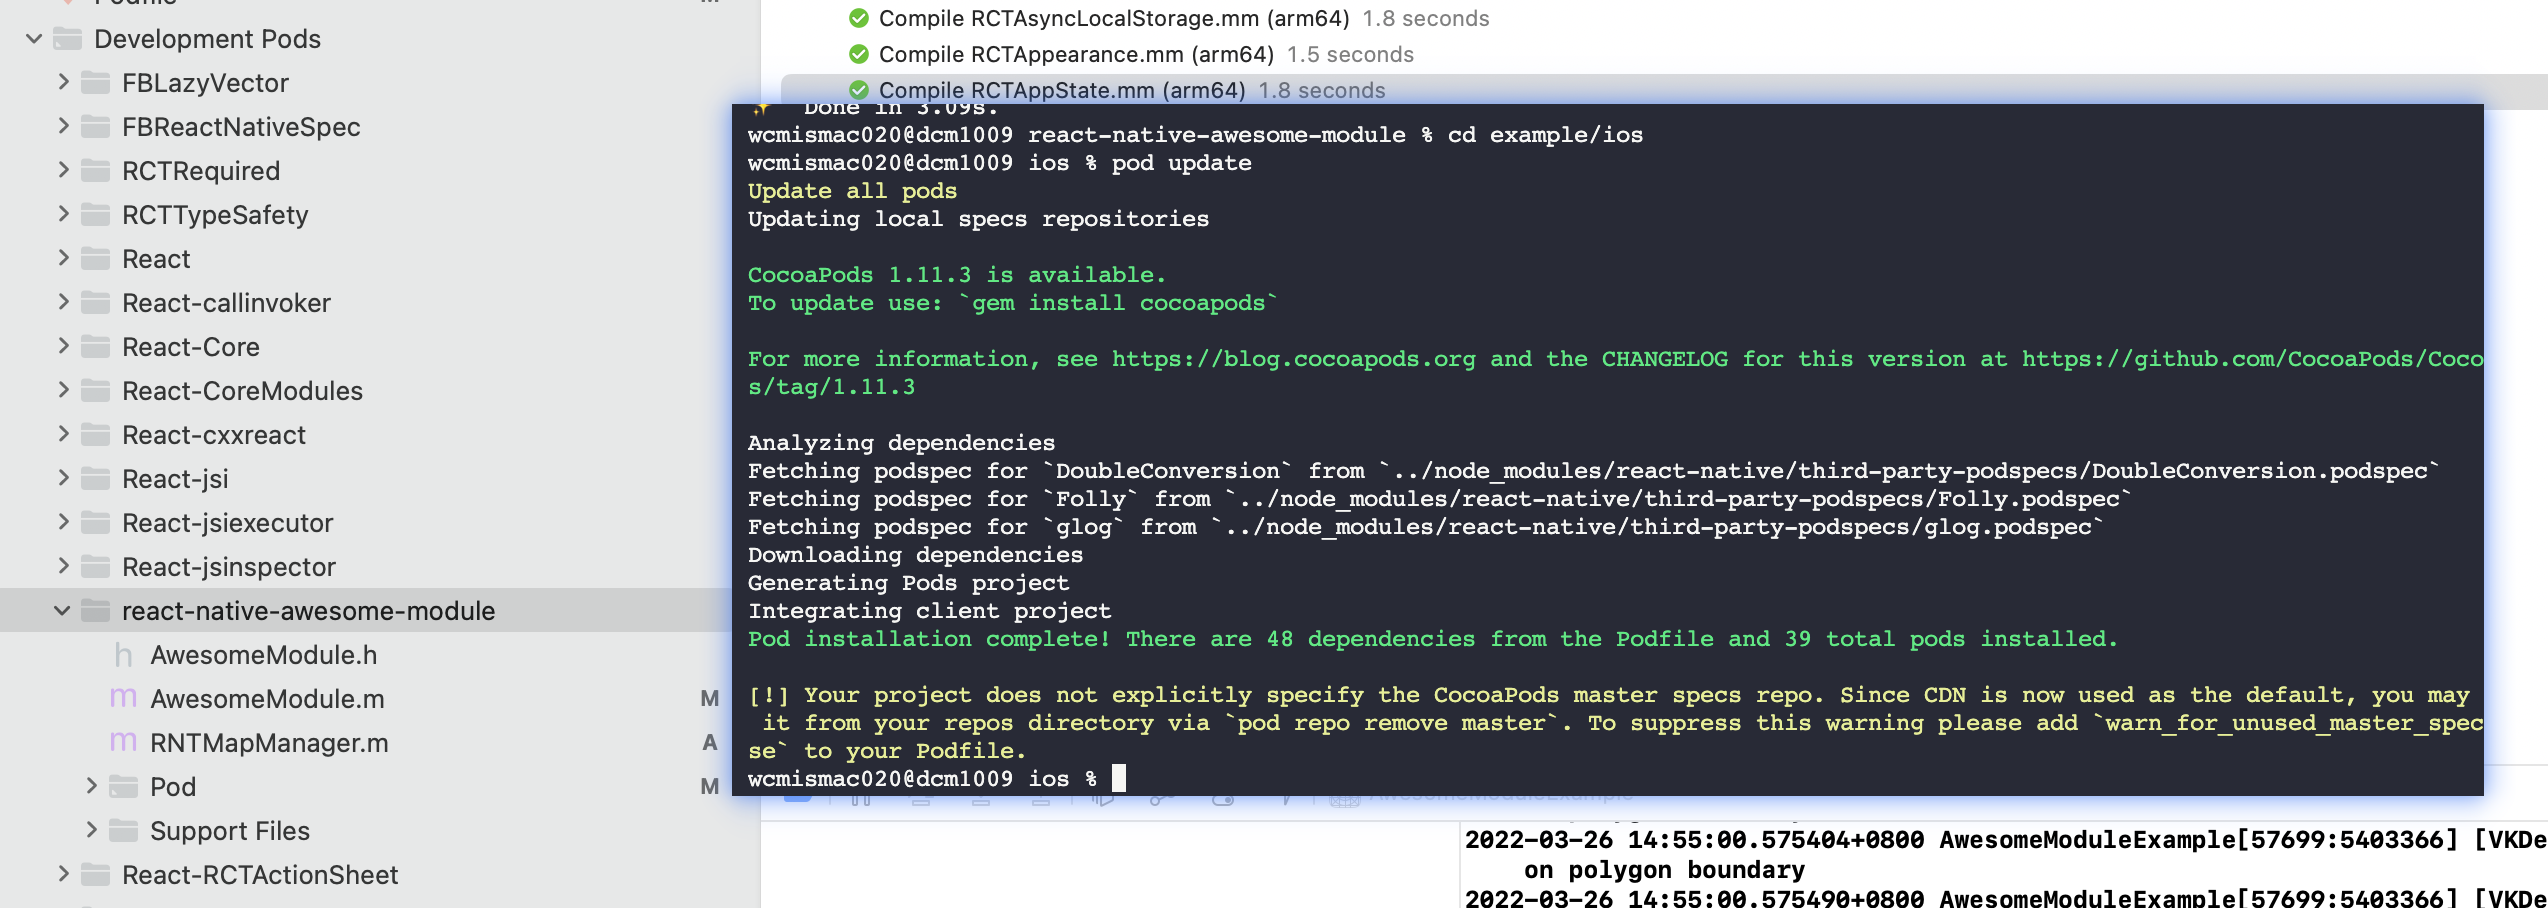 Podfile
Development Pods
FBLazyVector
FBReactNativeSpec
RCTRequired
RCTTypeSafety
React
React-callinvoker
React-Core
React-CoreModules
React-cxxreact
React-jsi
React-jsiexecutor
React-jsinspector
react-native-awesome-module
h AwesomeModule.h
m AwesomeModule.m M
m RNTMapManager.m A
Pod M
Support Files
React-RCTActionSheet
Compile RCTAsyncLocalStorage.mm (arm64) 1.8 seconds
Compile RCTAppearance.mm (arm64) 1.5 seconds
Compile RCTAppState.mm (arm64) 1.8 seconds
✨ Done in 3.09s.
wcmismac020@dcm1009 react-native-awesome-module % cd example/ios
wcmismac020@dcm1009 ios % pod update
Update all pods
Updating local specs repositories
CocoaPods 1.11.3 is available.
To update use: `gem install cocoapods`
For more information, see https://blog.cocoapods.org and the CHANGELOG for this version at https://github.com/CocoaPods/Coco
s/tag/1.11.3
Analyzing dependencies
Fetching podspec for `DoubleConversion` from `../node_modules/react-native/third-party-podspecs/DoubleConversion.podspec`
Fetching podspec for `Folly` from `../node_modules/react-native/third-party-podspecs/Folly.podspec`
Fetching podspec for `glog` from `../node_modules/react-native/third-party-podspecs/glog.podspec`
Downloading dependencies
Generating Pods project
Integrating client project
Pod installation complete! There are 48 dependencies from the Podfile and 39 total pods installed.
[!] Your project does not explicitly specify the CocoaPods master specs repo. Since CDN is now used as the default, you may
it from your repos directory via `pod repo remove master`. To suppress this warning please add `warn_for_unused_master_spec
se` to your Podfile.
wcmismac020@dcm1009 ios %
AwesomeModuleExample
2022-03-26 14:55:00.575404+0800 AwesomeModuleExample[57699:5403366] [VKDe
on polygon boundary
2022-03-26 14:55:00.575490+0800 AwesomeModuleExample[57699:5403366] [VKDe